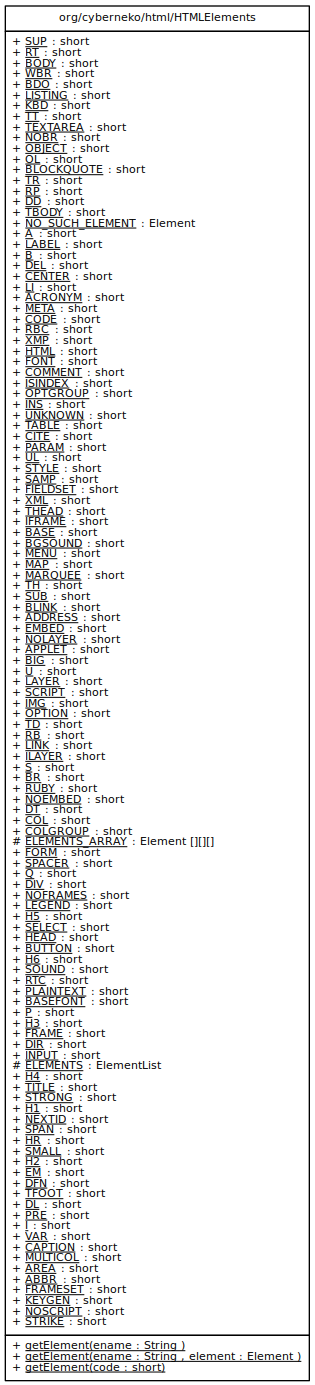 org/cyberneko/html/HTMLElements
+ SUP : short
+ RT : short
+ BODY : short
+ WBR : short
+ BDO : short
+ LISTING : short
+ KBD : short
+ TT : short
+ TEXTAREA : short
+ NOBR : short
+ OBJECT : short
+ OL : short
+ BLOCKQUOTE : short
+ TR : short
+ RP : short
+ DD : short
+ TBODY : short
+ NO_SUCH_ELEMENT : Element
+ A : short
+ LABEL : short
+ B : short
+ DEL : short
+ CENTER : short
+ LI : short
+ ACRONYM : short
+ META : short
+ CODE : short
+ RBC : short
+ XMP : short
+ HTML : short
+ FONT : short
+ COMMENT : short
+ ISINDEX : short
+ OPTGROUP : short
+ INS : short
+ UNKNOWN : short
+ TABLE : short
+ CITE : short
+ PARAM : short
+ UL : short
+ STYLE : short
+ SAMP : short
+ FIELDSET : short
+ XML : short
+ THEAD : short
+ IFRAME : short
+ BASE : short
+ BGSOUND : short
+ MENU : short
+ MAP : short
+ MARQUEE : short
+ TH : short
+ SUB : short
+ BLINK : short
+ ADDRESS : short
+ EMBED : short
+ NOLAYER : short
+ APPLET : short
+ BIG : short
+ U : short
+ LAYER : short
+ SCRIPT : short
+ IMG : short
+ OPTION : short
+ TD : short
+ RB : short
+ LINK : short
+ ILAYER : short
+ S : short
+ BR : short
+ RUBY : short
+ NOEMBED : short
+ DT : short
+ COL : short
+ COLGROUP : short
# ELEMENTS_ARRAY : Element [][][]
+ FORM : short
+ SPACER : short
+ Q : short
+ DIV : short
+ NOFRAMES : short
+ LEGEND : short
+ H5 : short
+ SELECT : short
+ HEAD : short
+ BUTTON : short
+ H6 : short
+ SOUND : short
+ RTC : short
+ PLAINTEXT : short
+ BASEFONT : short
+ P : short
+ H3 : short
+ FRAME : short
+ DIR : short
+ INPUT : short
# ELEMENTS : ElementList
+ H4 : short
+ TITLE : short
+ STRONG : short
+ H1 : short
+ NEXTID : short
+ SPAN : short
+ HR : short
+ SMALL : short
+ H2 : short
+ EM : short
+ DFN : short
+ TFOOT : short
+ DL : short
+ PRE : short
+ I : short
+ VAR : short
+ CAPTION : short
+ MULTICOL : short
+ AREA : short
+ ABBR : short
+ FRAMESET : short
+ KEYGEN : short
+ NOSCRIPT : short
+ STRIKE : short
+ getElement(ename : String )
+ getElement(ename : String , element : Element )
+ getElement(code : short)